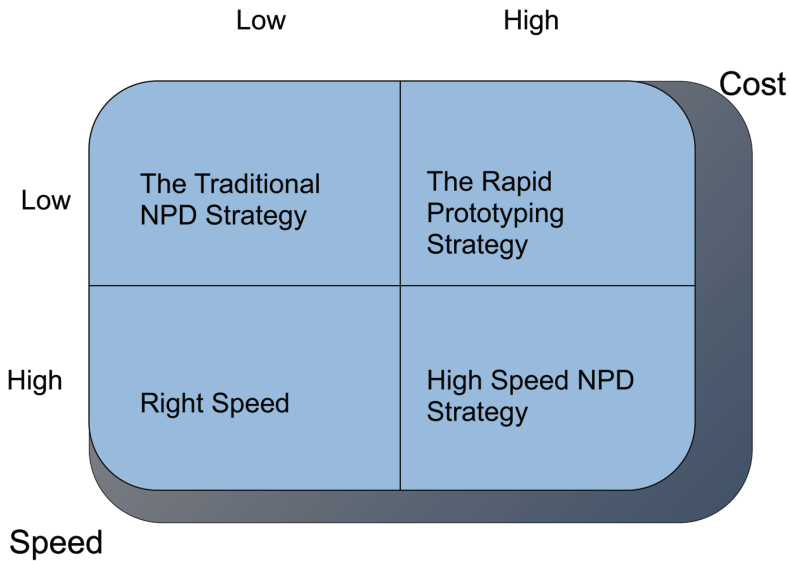 Low
High
Cost
Low
The Traditional
NPD Strategy
The Rapid
Prototyping
Strategy
High
Right Speed
High Speed NPD
Strategy
Speed